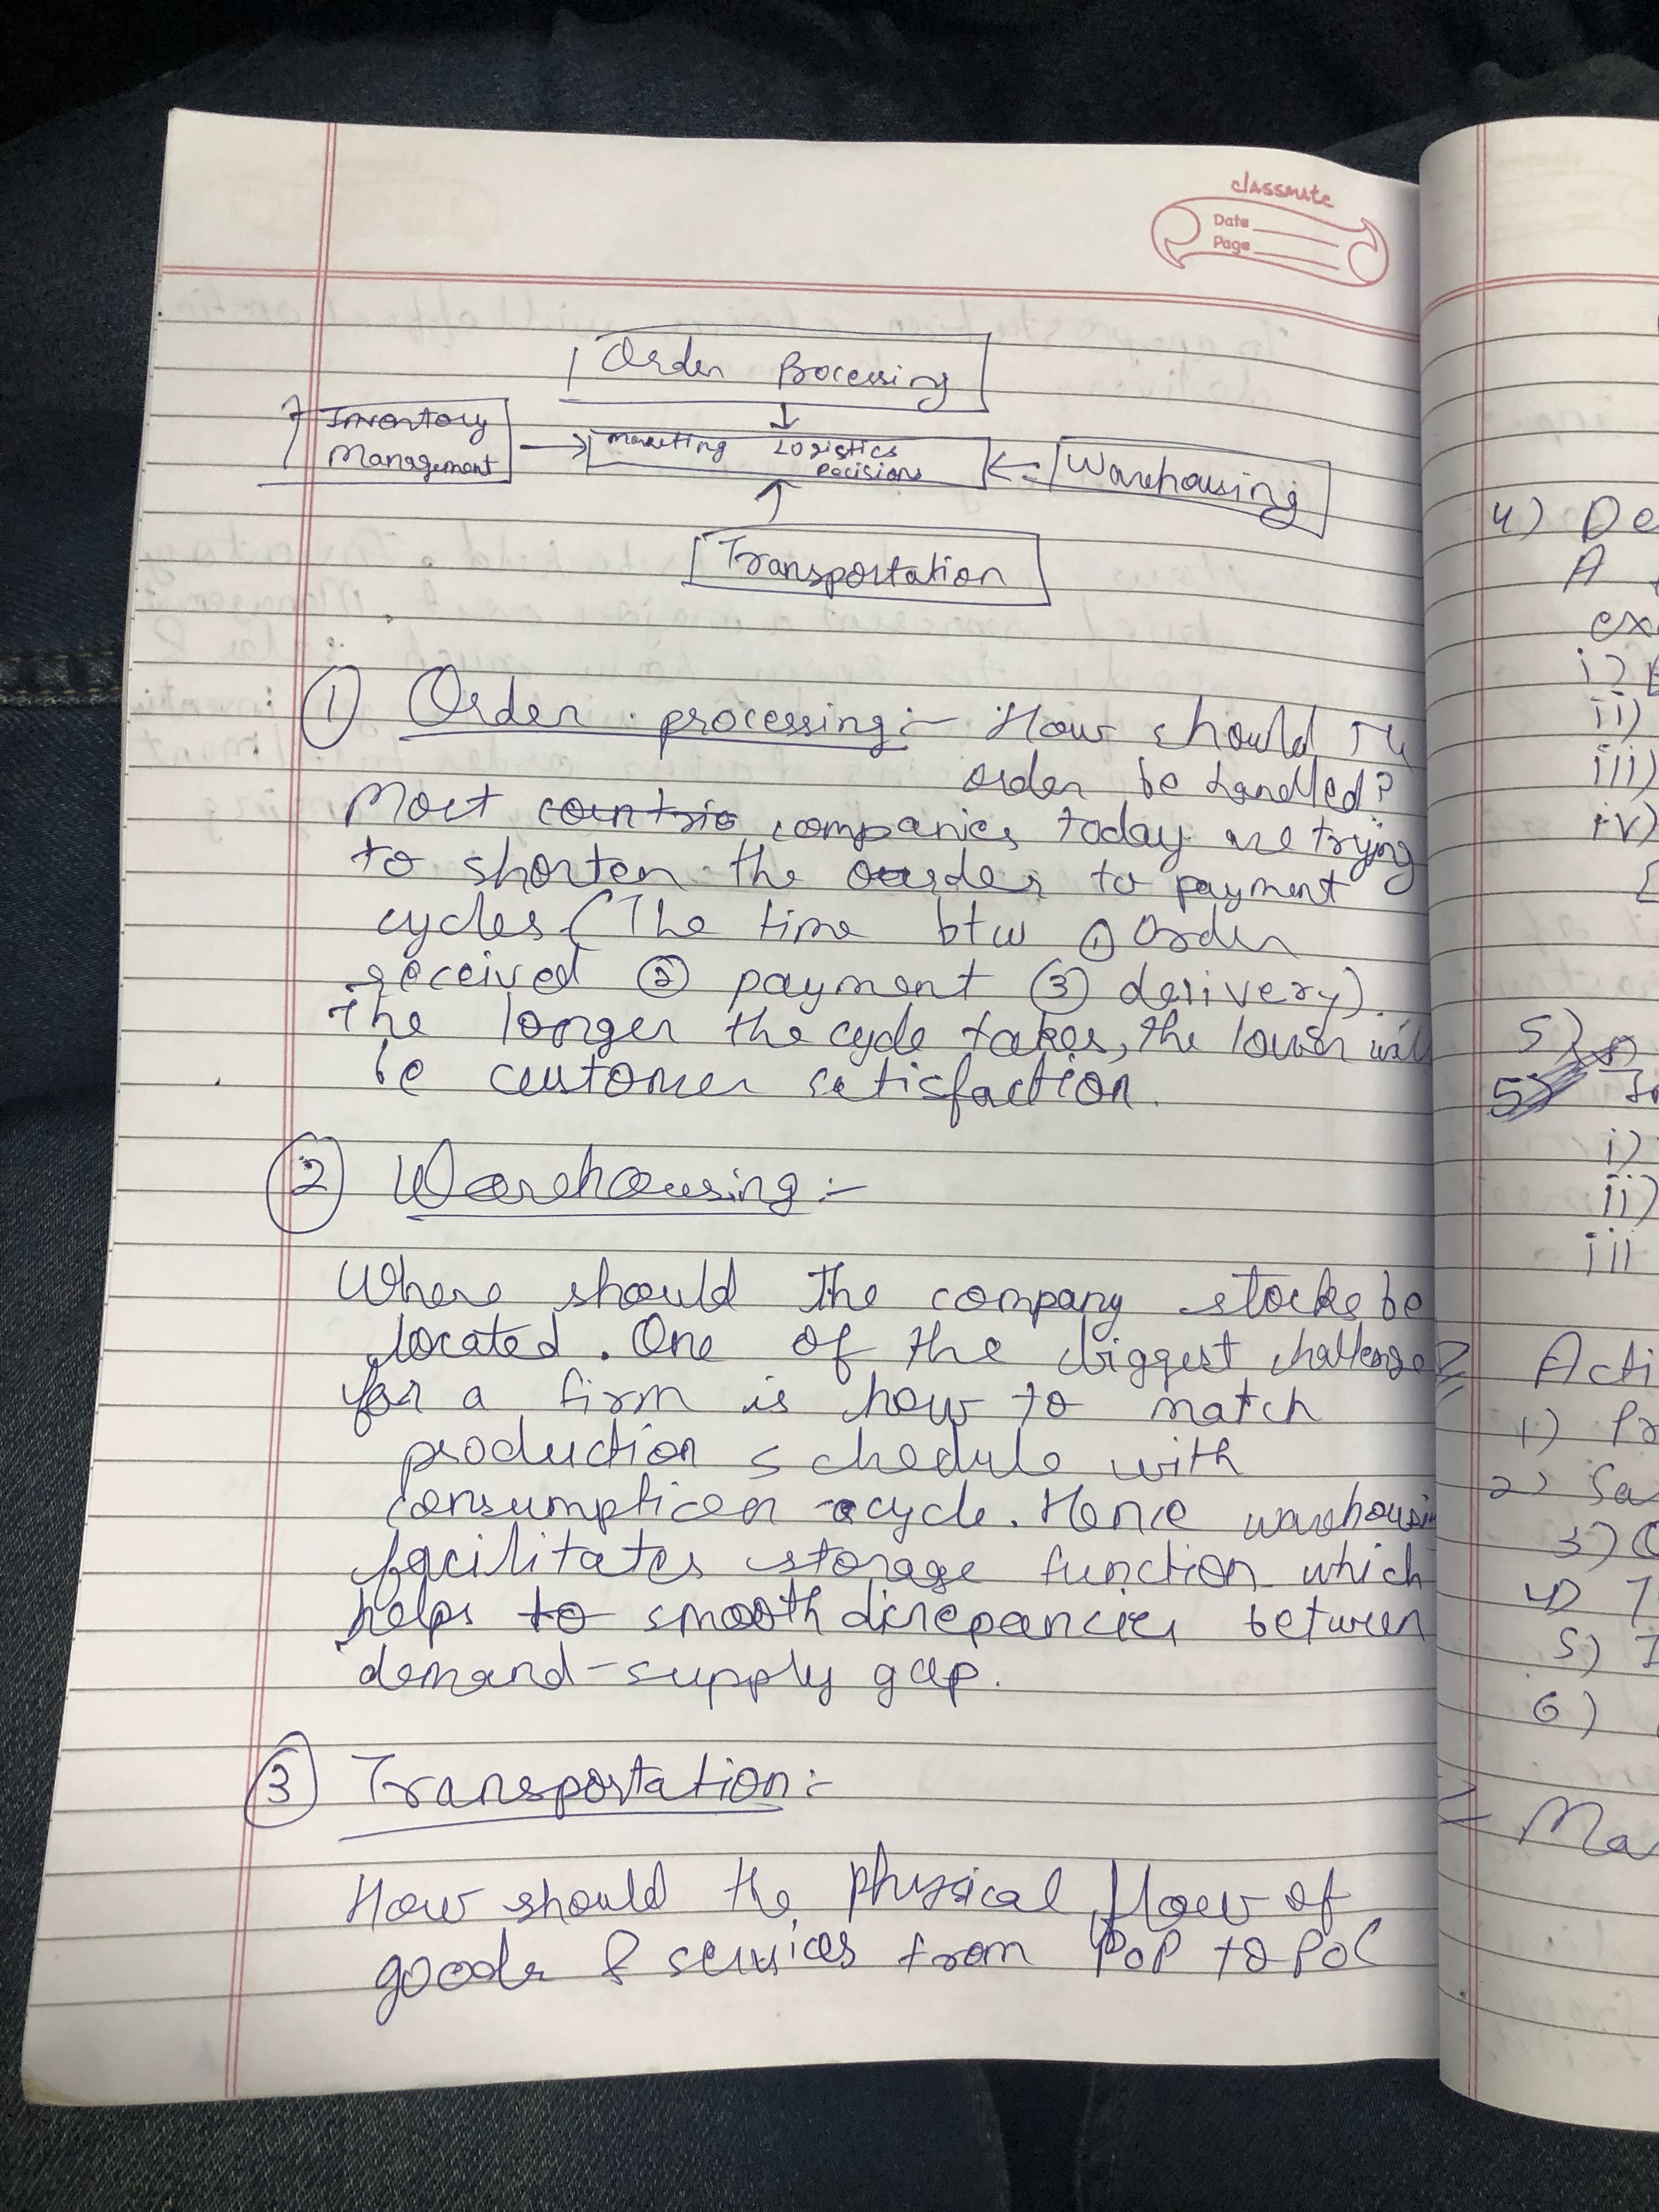 classmate
Date
Page
Order Processing
Inventory
Management
Marketing Logistics
Decisions
Warehousing
Transportation
① Order processing:- How should the
order be handled?
Most countrie companies today are trying
to shorten the order to payment
cycles (The time btw ① Order
received ② payment ③ derivery).
The longer the cycle takes, the lower will
be customer satisfaction.
② Warehousing:-
Where should the company stocks be
located. One of the biggest challenge
for a firm is how to match
production schedule with
consumption cycle. Hence warehousin
facilitates storage function which
helps to smooth discrepancies between
demand-supply gap.
③ Transportation:-
How should the physical flow of
goods & services from PoP to PoC
4) De
A
ex
i)
ii)
iii)
iv)
5)
5)
i)
ii)
iii
Acti
1) Pr
2) Sa
3)
4)
5)
6)
Ma